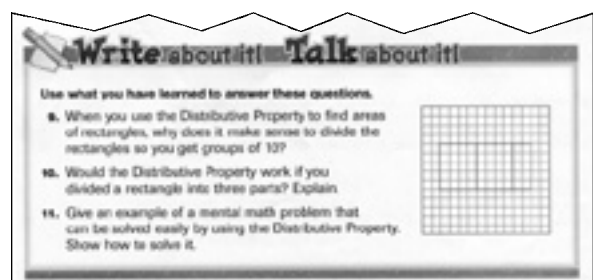 Write about it! Talk about it!
Use what you have learned to answer these questions.
9. When you use the Distributive Property to find areas
of rectangles, why does it make sense to divide the
rectangles so you get groups of 10?
10. Would the Distributive Property work if you
divided a rectangle into three parts? Explain.
11. Give an example of a mental math problem that
can be solved easily by using the Distributive Property.
Show how to solve it.